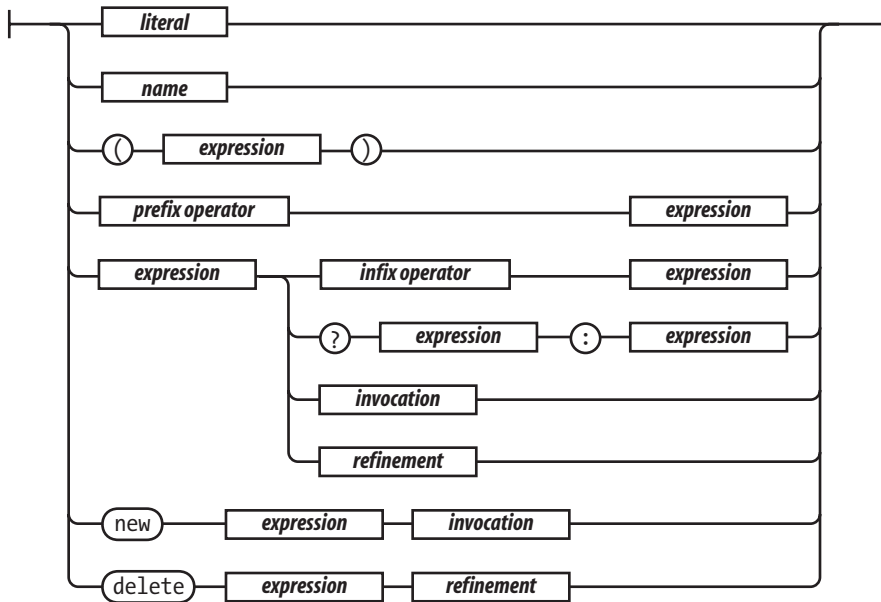 literal
name
( expression )
prefix operator expression
expression infix operator expression
? expression : expression
invocation
refinement
new expression invocation
delete expression refinement